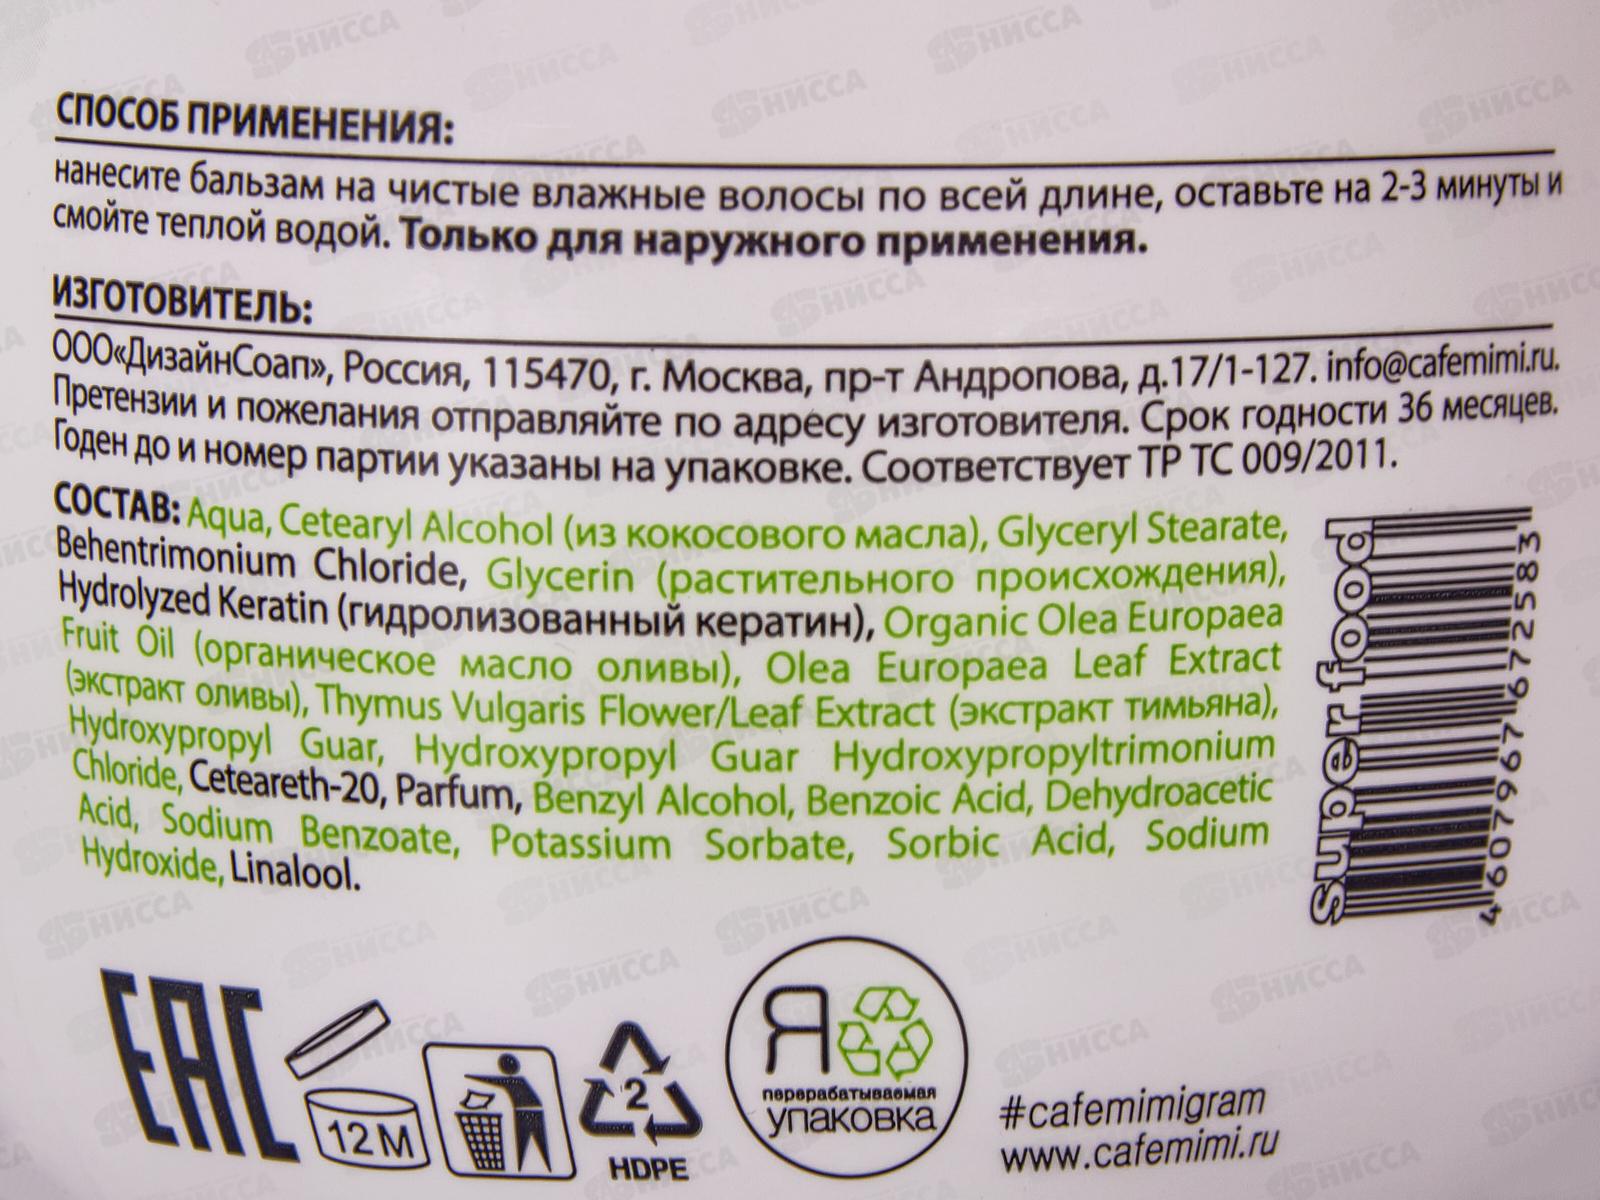 СПОСОБ ПРИМЕНЕНИЯ:
нанесите бальзам на чистые влажные волосы по всей длине, оставьте на 2-3 минуты и
смойте теплой водой. Только для наружного применения.
ИЗГОТОВИТЕЛЬ:
ООО«ДизайнСоап», Россия, 115470, г. Москва, пр-т Андропова, д.17/1-127. info@cafemimi.ru.
Претензии и пожелания отправляйте по адресу изготовителя. Срок годности 36 месяцев.
Годен до и номер партии указаны на упаковке. Соответствует ТР ТС 009/2011.
СОСТАВ: Aqua, Cetearyl Alcohol (из кокосового масла), Glyceryl Stearate,
Behentrimonium Chloride, Glycerin (растительного происхождения),
Hydrolyzed Keratin (гидролизованный кератин), Organic Olea Europaea
Fruit Oil (органическое масло оливы), Olea Europaea Leaf Extract
(экстракт оливы), Thymus Vulgaris Flower/Leaf Extract (экстракт тимьяна),
Hydroxypropyl Guar, Hydroxypropyl Guar Hydroxypropyltrimonium
Chloride, Ceteareth-20, Parfum, Benzyl Alcohol, Benzoic Acid, Dehydroacetic
Acid, Sodium Benzoate, Potassium Sorbate, Sorbic Acid, Sodium
Hydroxide, Linalool.
super food
4607967672583
EAC
12 M
2
HDPE
Я
перерабатываемая
упаковка
#cafemimigram
www.cafemimi.ru
НИССА